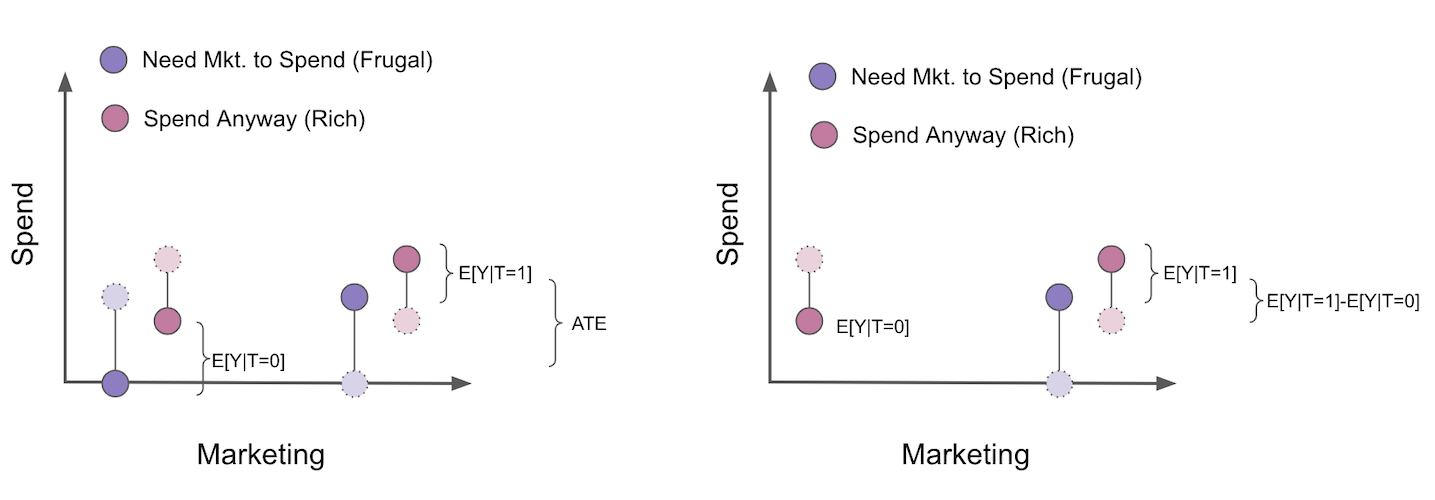 Need Mkt. to Spend (Frugal)
Spend Anyway (Rich)
Spend
E[Y|T=1]
ATE
E[Y|T=0]
Marketing
Need Mkt. to Spend (Frugal)
Spend Anyway (Rich)
Spend
E[Y|T=1]
E[Y|T=1]-E[Y|T=0]
E[Y|T=0]
Marketing